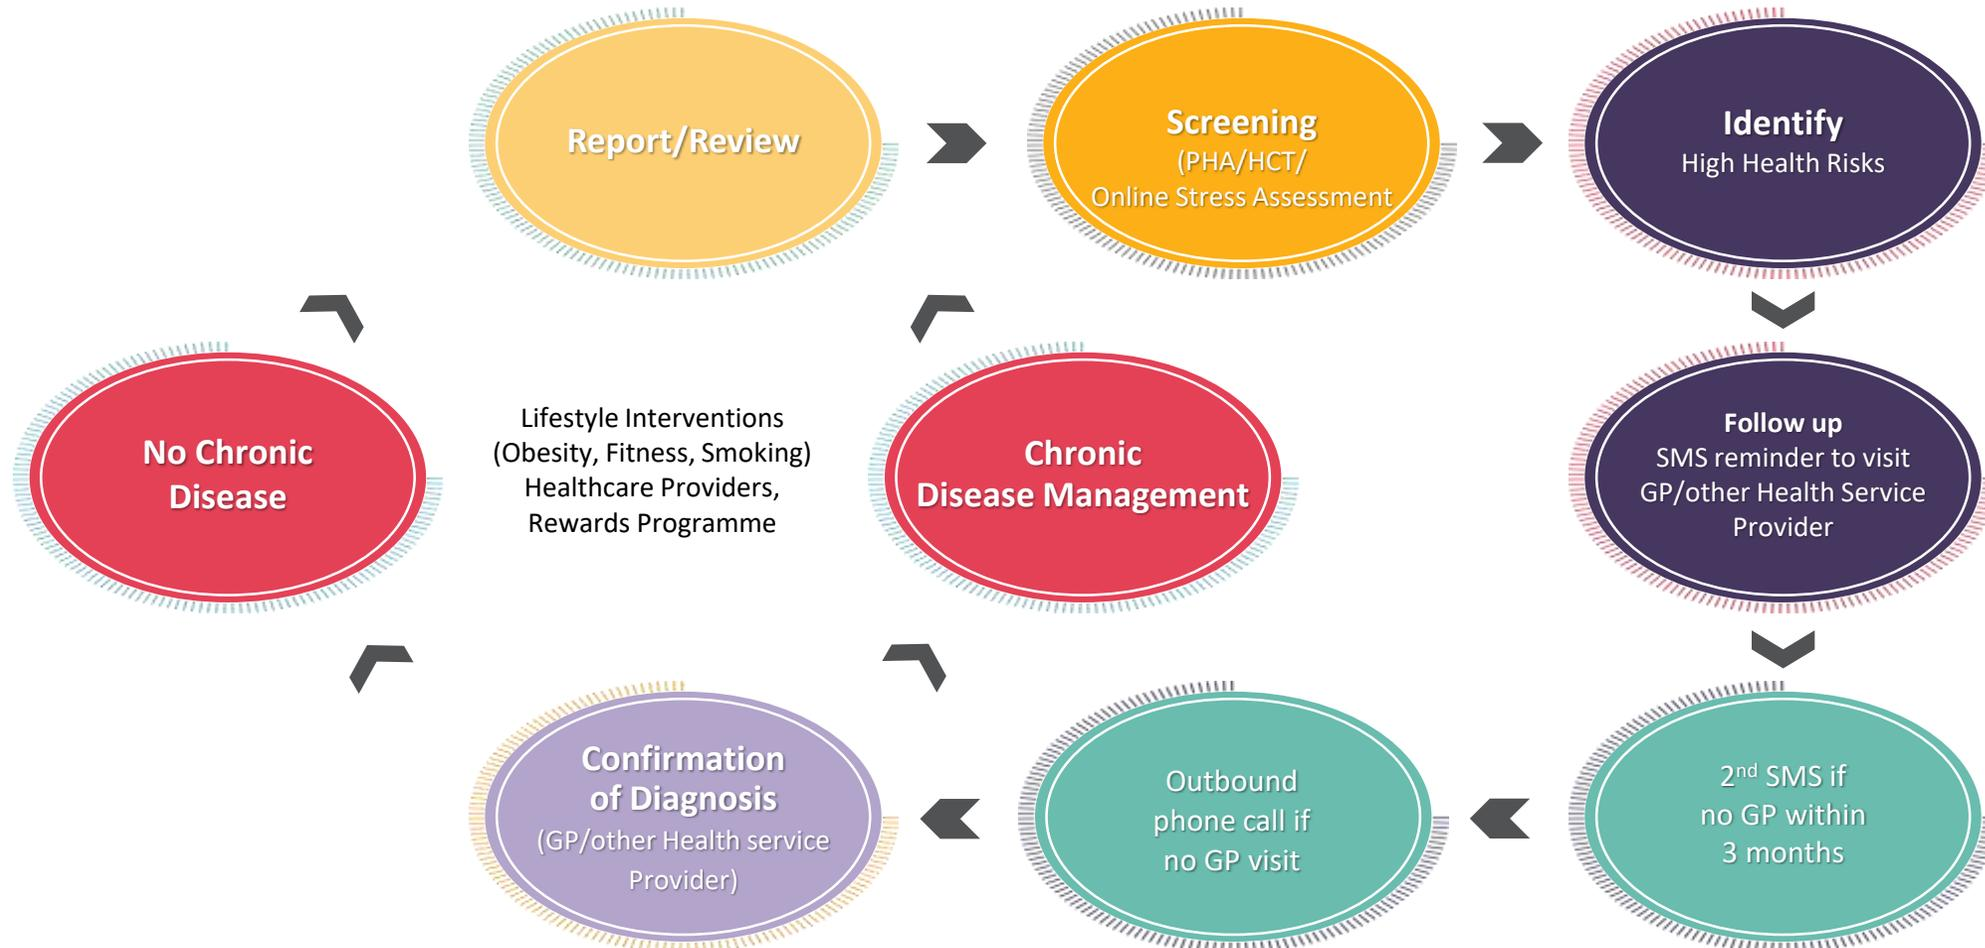 Report/Review
Screening
(PHA/HCT/
Online Stress Assessment
Identify
High Health Risks
No Chronic
Disease
Lifestyle Interventions
(Obesity, Fitness, Smoking)
Healthcare Providers,
Rewards Programme
Chronic
Disease Management
Follow up
SMS reminder to visit
GP/other Health Service
Provider
Confirmation
of Diagnosis
(GP/other Health service
Provider)
Outbound
phone call if
no GP visit
2nd SMS if
no GP within
3 months